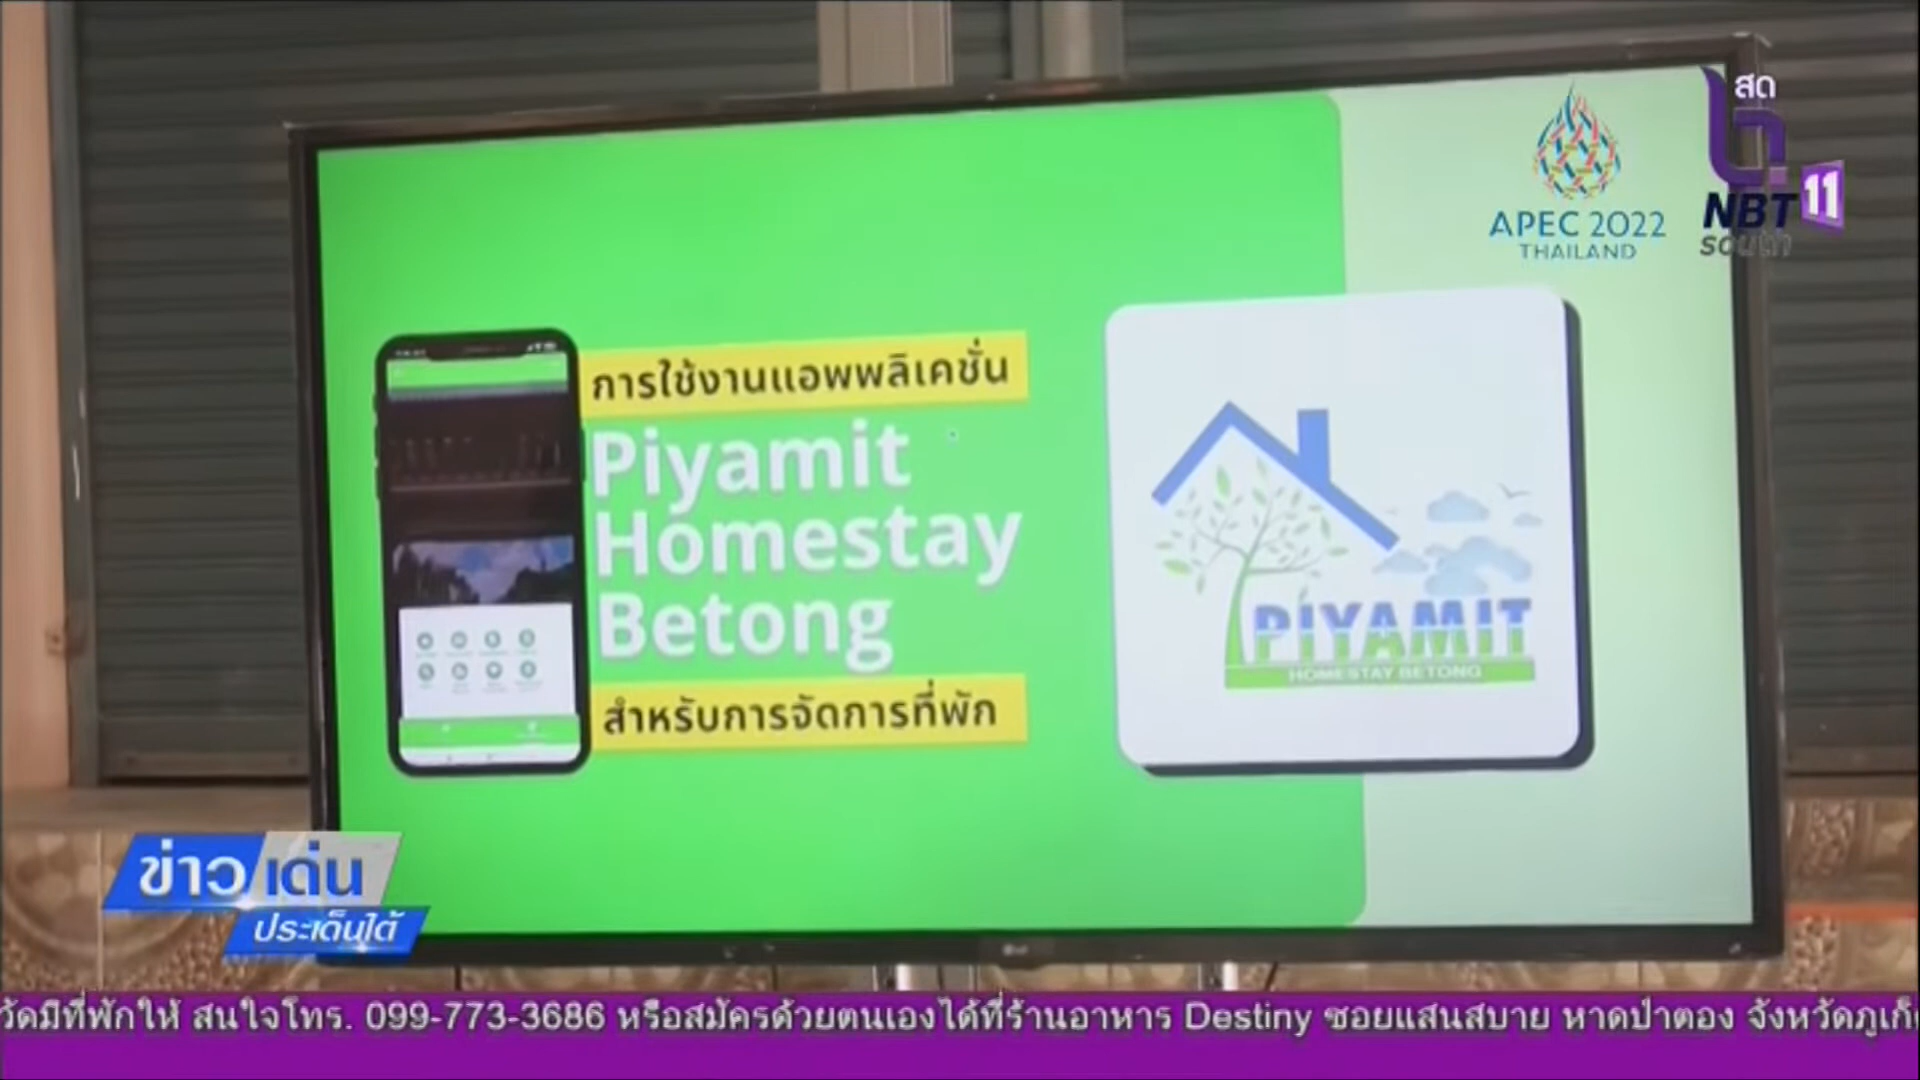 สด
NBT 11
south
APEC 2022
THAILAND
การใช้งานแอพพลิเคชั่น
Piyamit
Homestay
Betong
สำหรับการจัดการที่พัก
PIYAMIT
HOMESTAY BETONG
ข่าวเด่น
ประเด็นใต้
วัดมีที่พักให้ สนใจโทร. 099-773-3686 หรือสมัครด้วยตนเองได้ที่ร้านอาหาร Destiny ซอยแสนสบาย หาดป่าตอง จังหวัดภูเก็